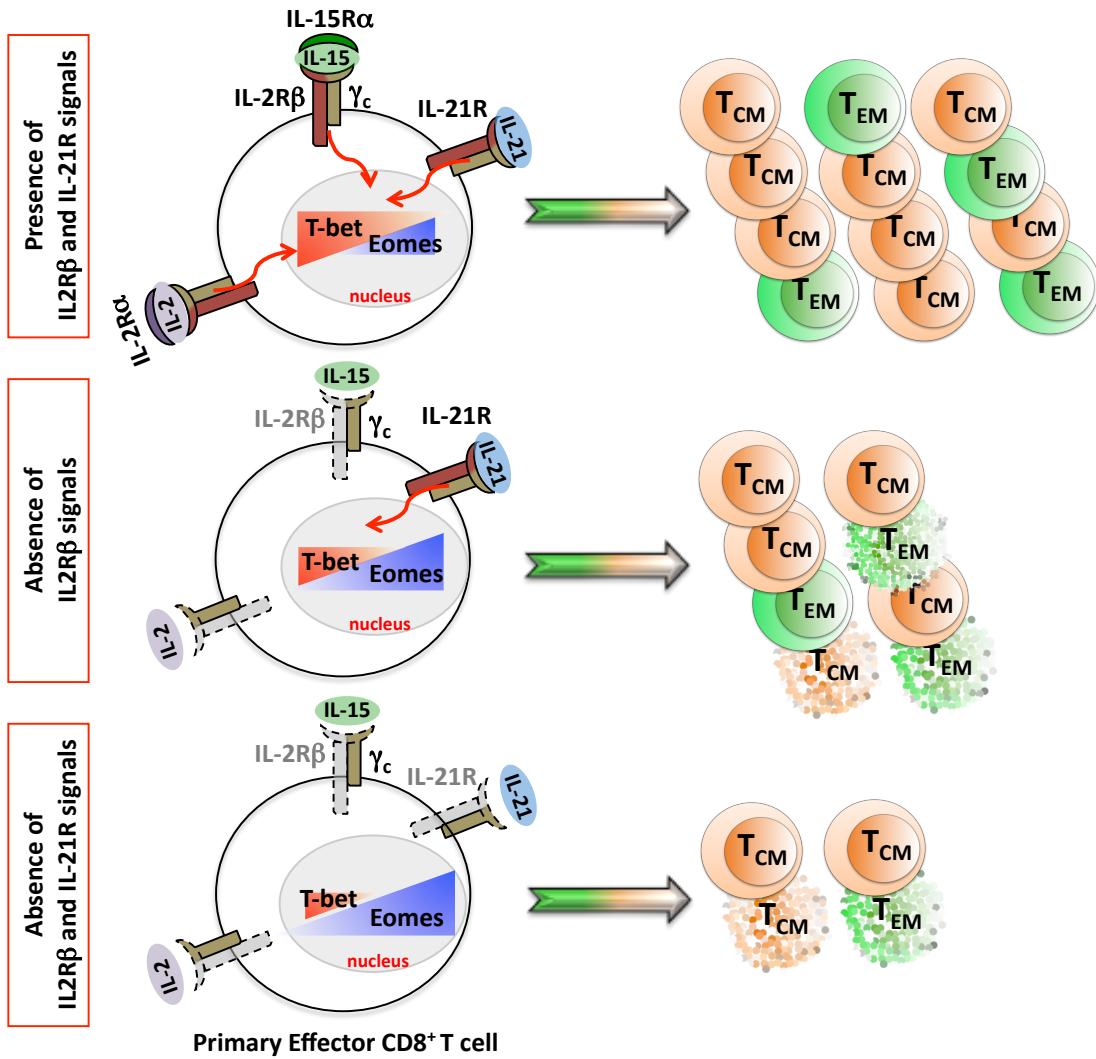 Presence of
IL2Rβ and IL-21R signals
IL-15Rα
IL-15
IL-2Rβ
γc
IL-21R
IL-21
T-bet
Eomes
nucleus
IL-2
IL-2Rα
TCM
TEM
TCM
TCM
TCM
TEM
TCM
TCM
TCM
TEM
TCM
TEM
Absence of
IL2Rβ signals
IL-15
IL-2Rβ
γc
IL-21R
IL-21
T-bet
Eomes
nucleus
IL-2
TCM
TCM
TCM
TEM
TEM
TCM
TCM
TEM
Absence of
IL2Rβ and IL-21R signals
IL-15
IL-2Rβ
γc
IL-21R
IL-21
T-bet
Eomes
nucleus
IL-2
TCM
TCM
TCM
TEM
Primary Effector CD8+ T cell